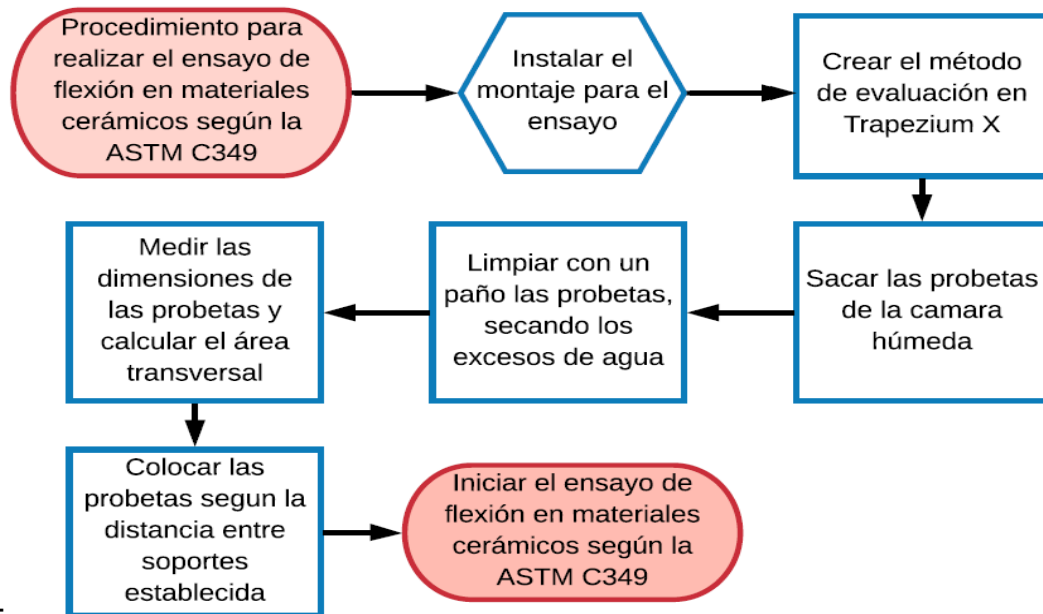 Procedimiento para
realizar el ensayo de
flexión en materiales
cerámicos según la
ASTM C349
Instalar el
montaje para el
ensayo
Crear el método
de evaluación en
Trapezium X
Sacar las probetas
de la camara
húmeda
Limpiar con un
paño las probetas,
secando los
excesos de agua
Medir las
dimensiones de
las probetas y
calcular el área
transversal
Colocar las
probetas segun la
distancia entre
soportes
establecida
Iniciar el ensayo de
flexión en materiales
cerámicos según la
ASTM C349